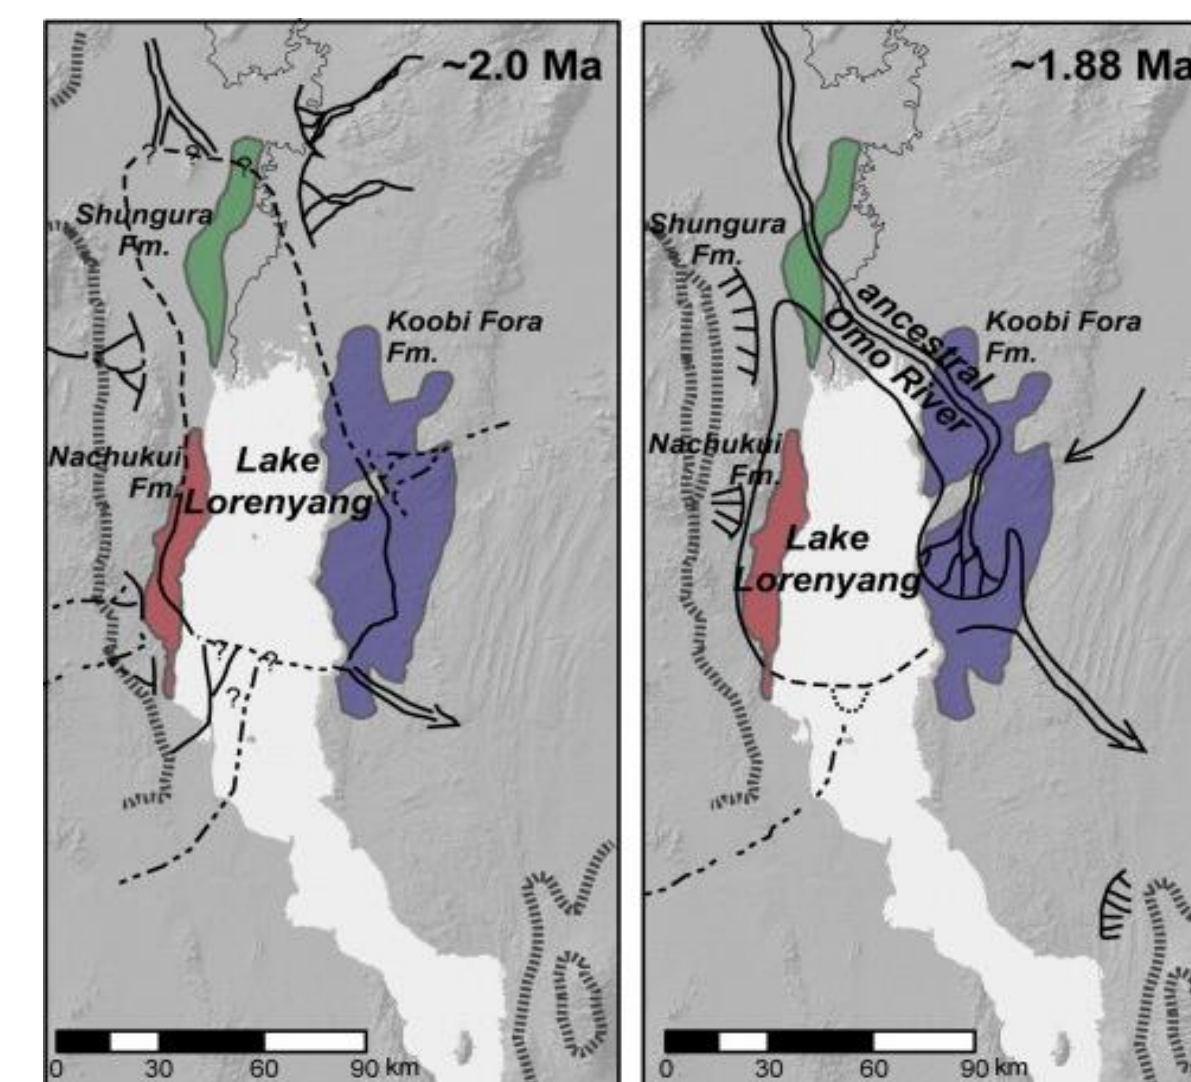 ~2.0 Ma
?
?
?
Shungura
Fm.
Koobi Fora
Fm.
Nachukui
Fm.
Lake
Lorenyang
?
?
?
0 30 60 90 km
~1.88 Ma
Shungura
Fm.
ancestral
Omo River
Koobi Fora
Fm.
Nachukui
Fm.
Lake
Lorenyang
0 30 60 90 km